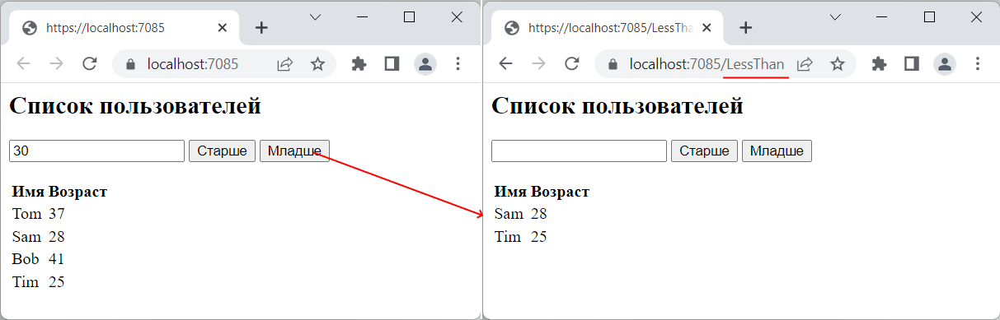 https://localhost:7085
localhost:7085
Список пользователей
30 Старше Младше
Имя Возраст
Tom 37
Sam 28
Bob 41
Tim 25
https://localhost:7085/LessTha
localhost:7085/LessThan
Список пользователей
Старше Младше
Имя Возраст
Sam 28
Tim 25